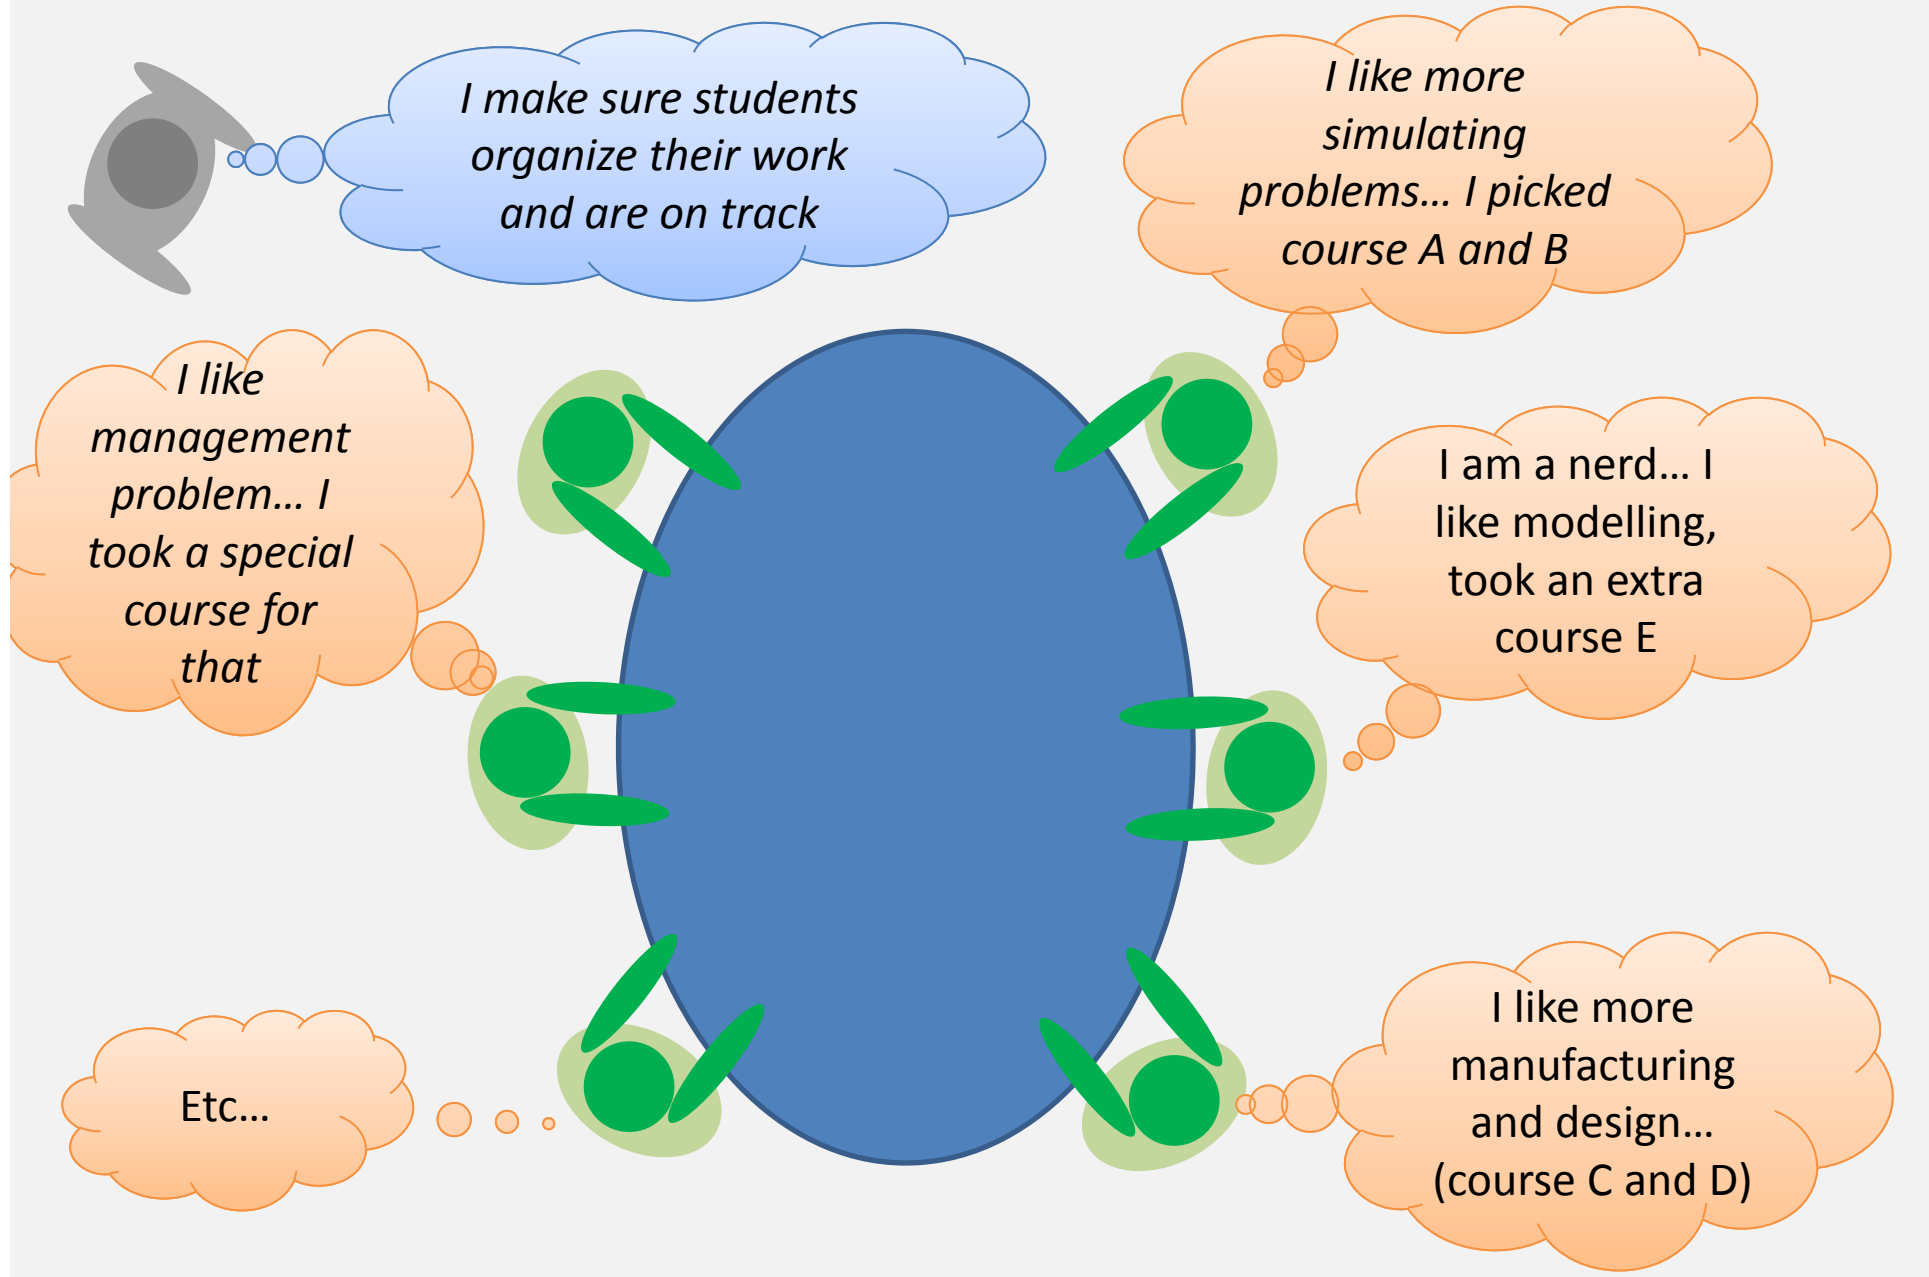 I make sure students
organize their work
and are on track
I like more
simulating
problems... I picked
course A and B
I like
management
problem... I
took a special
course for
that
I am a nerd... I
like modelling,
took an extra
course E
Etc...
I like more
manufacturing
and design...
(course C and D)